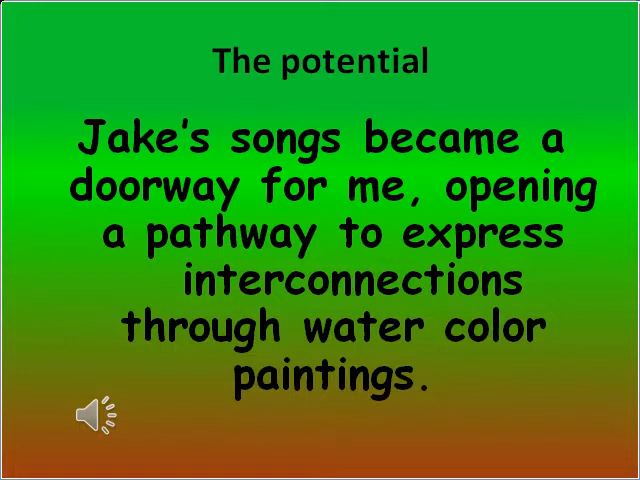 The potential
Jake’s songs became a
doorway for me, opening
a pathway to express
interconnections
through water color
paintings.